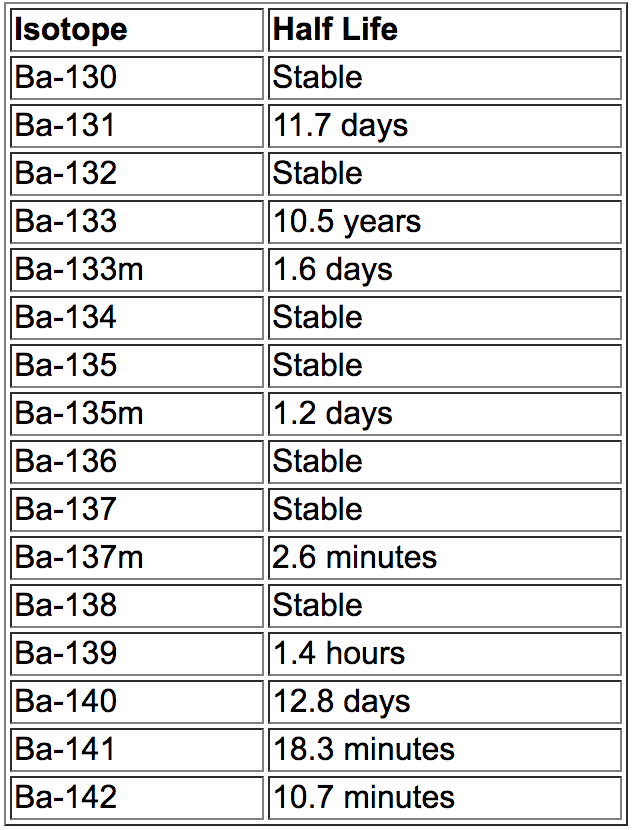 Isotope Half Life
Ba-130 Stable
Ba-131 11.7 days
Ba-132 Stable
Ba-133 10.5 years
Ba-133m 1.6 days
Ba-134 Stable
Ba-135 Stable
Ba-135m 1.2 days
Ba-136 Stable
Ba-137 Stable
Ba-137m 2.6 minutes
Ba-138 Stable
Ba-139 1.4 hours
Ba-140 12.8 days
Ba-141 18.3 minutes
Ba-142 10.7 minutes